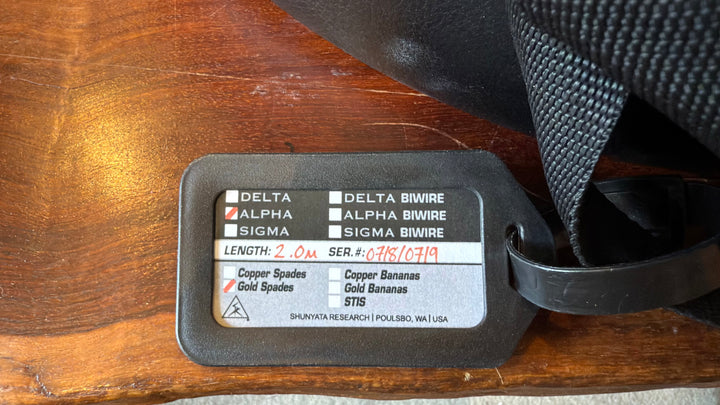 DELTA DELTA BIWIRE
ALPHA ALPHA BIWIRE
SIGMA SIGMA BIWIRE
LENGTH: 2.0m SER.#: 0718/0719
Copper Spades Copper Bananas
Gold Spades Gold Bananas
STIS
SHUNYATA RESEARCH | POULSBO, WA | USA